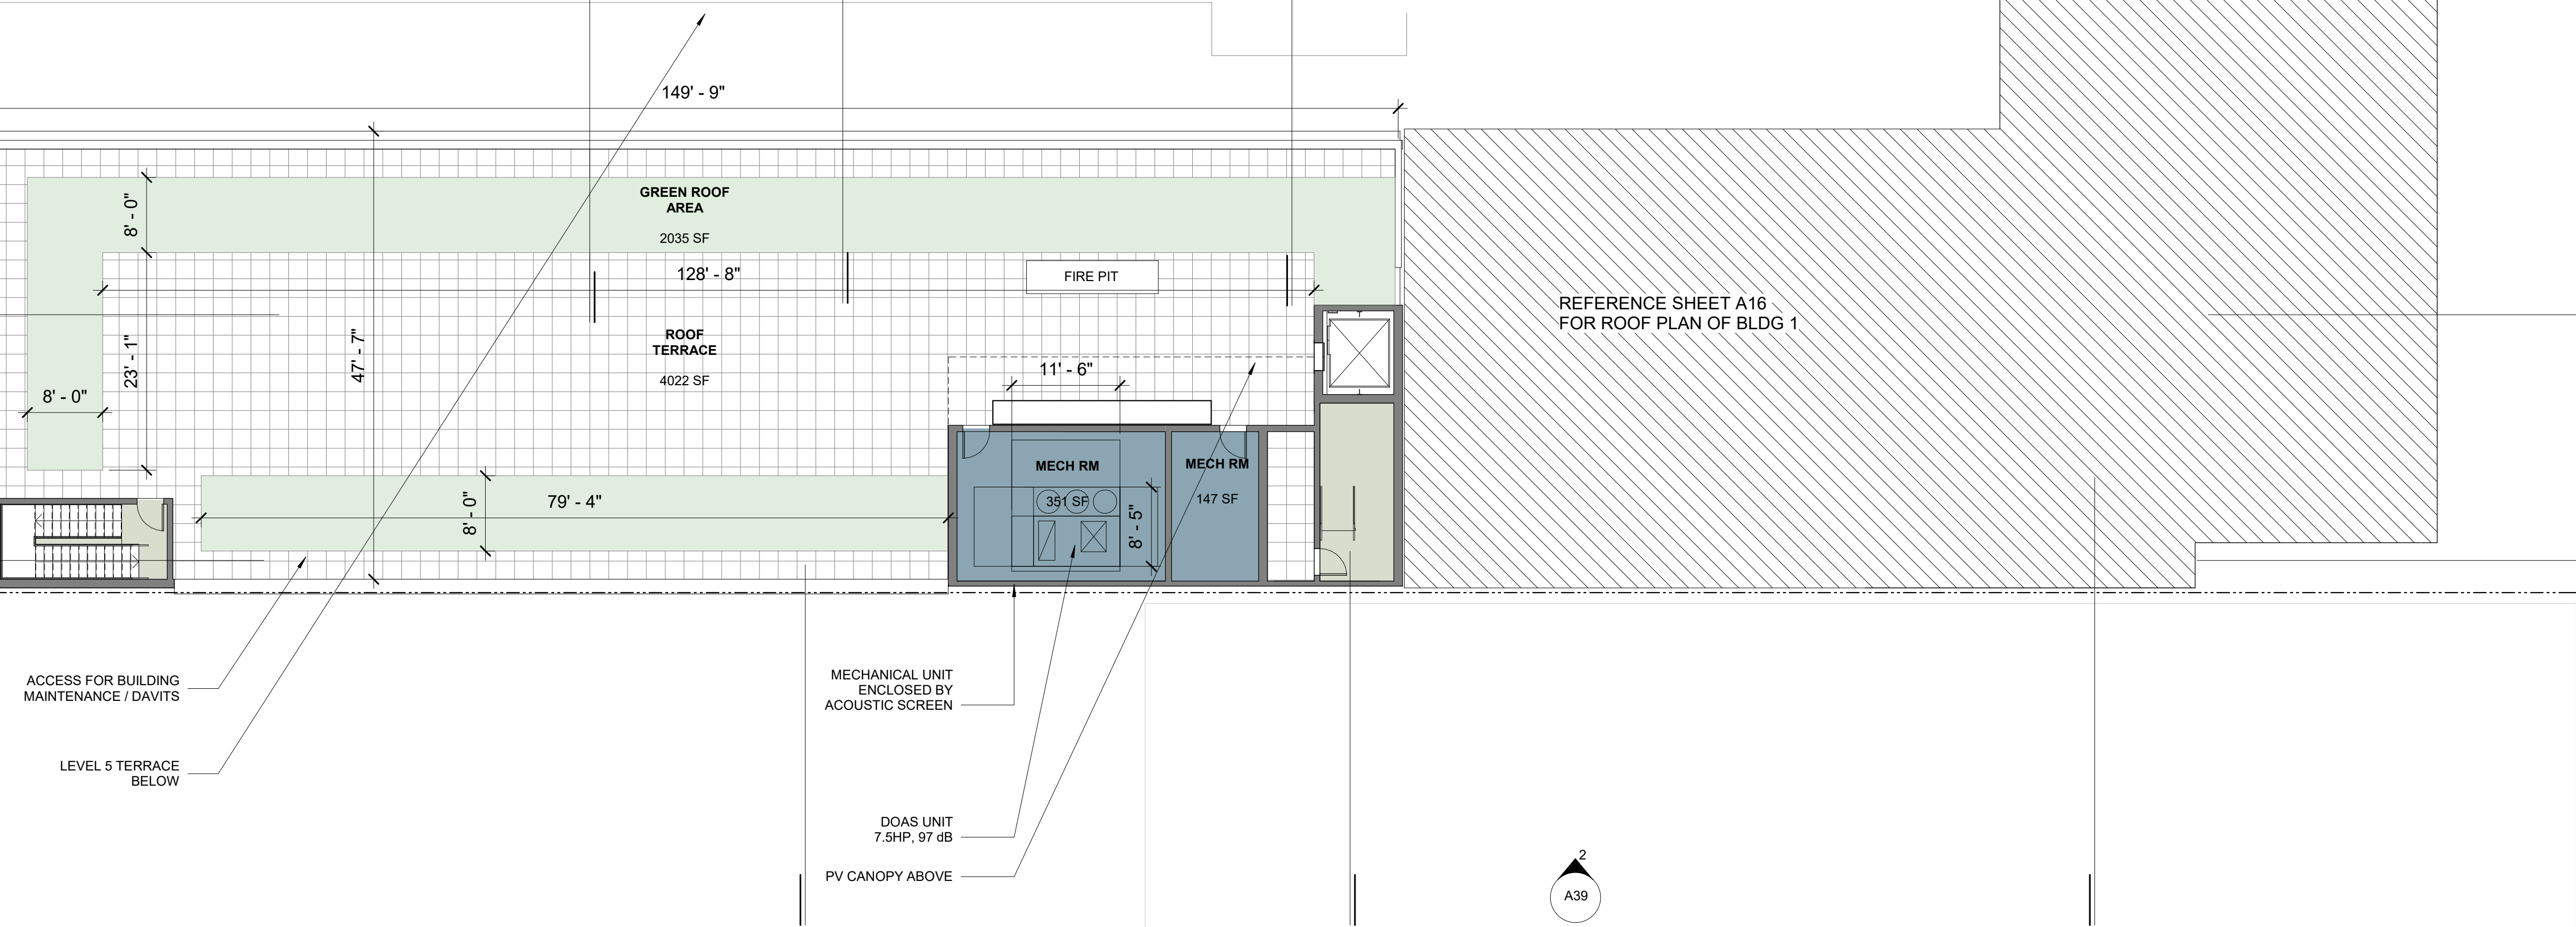 149' - 9"
GREEN ROOF
AREA
2035 SF
8' - 0"
128' - 8"
FIRE PIT
REFERENCE SHEET A16
FOR ROOF PLAN OF BLDG 1
ROOF
TERRACE
4022 SF
23' - 1"
47' - 7"
8' - 0"
11' - 6"
MECH RM
351 SF
MECH RM
147 SF
79' - 4"
8' - 0"
8' - 5"
ACCESS FOR BUILDING
MAINTENANCE / DAVITS
LEVEL 5 TERRACE
BELOW
MECHANICAL UNIT
ENCLOSED BY
ACOUSTIC SCREEN
DOAS UNIT
7.5HP, 97 dB
PV CANOPY ABOVE
2
A39